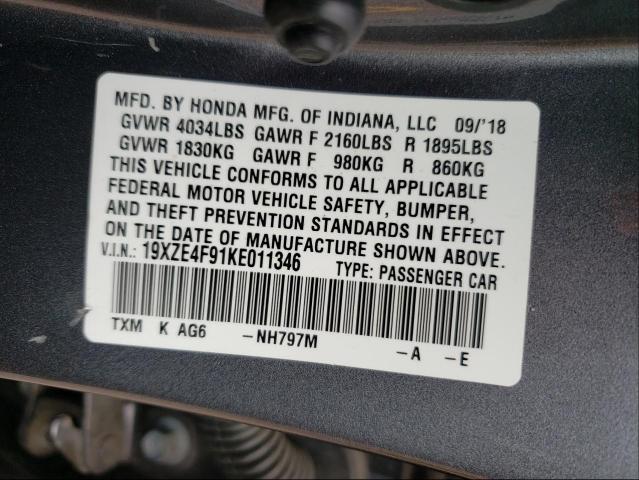 MFD. BY HONDA MFG. OF INDIANA, LLC 09/'18
GVWR 4034LBS GAWR F 2160LBS R 1895LBS
GVWR 1830KG GAWR F 980KG R 860KG
THIS VEHICLE CONFORMS TO ALL APPLICABLE
FEDERAL MOTOR VEHICLE SAFETY, BUMPER,
AND THEFT PREVENTION STANDARDS IN EFFECT
ON THE DATE OF MANUFACTURE SHOWN ABOVE.
V.I.N.: 19XZE4F91KE011346 TYPE: PASSENGER CAR
TXM K AG6 -NH797M -A -E